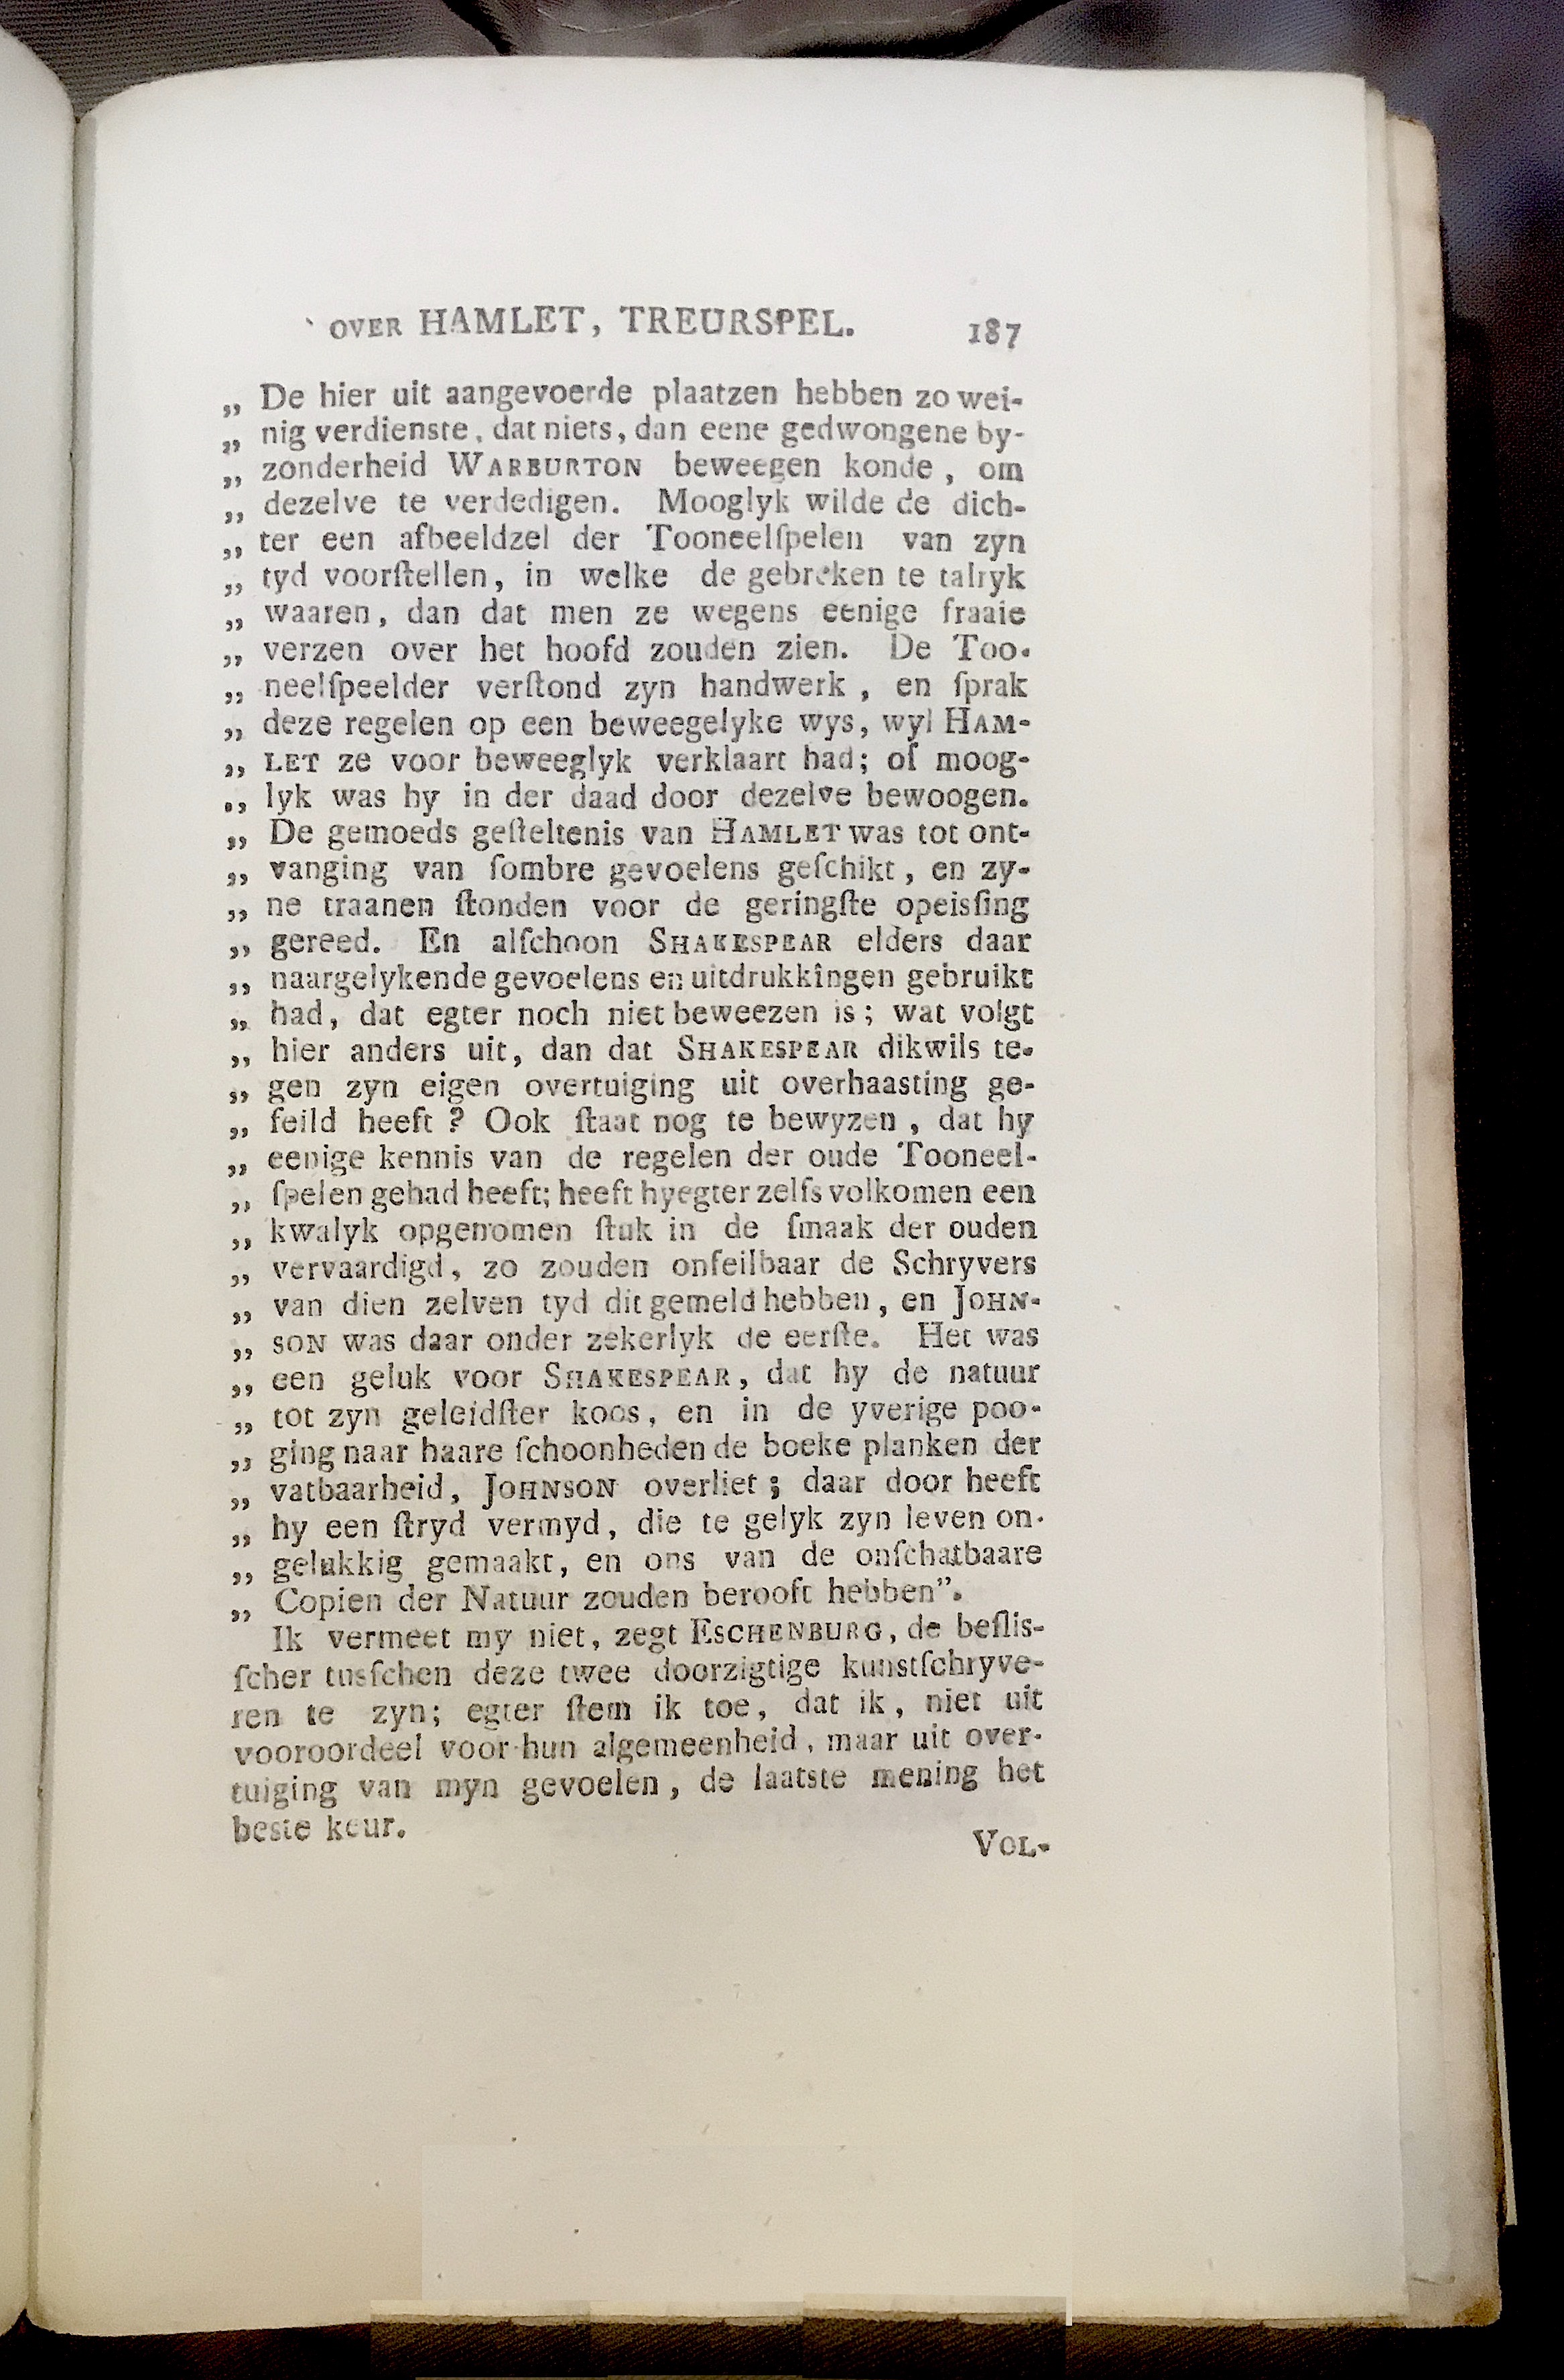 OVER HAMLET, TREURSPEL. 187
„ De hier uit aangevoerde plaatzen hebben zo wei-
„ nig verdienste, dat niets, dan eene gedwongene by-
„ zonderheid WARBURTON beweegen konde, om
„ dezelve te verdedigen. Mooglyk wilde de dich-
„ ter een afbeeldzel der Tooneelſpelen van zyn
„ tyd voorſtellen, in welke de gebreken te talryk
„ waaren, dan dat men ze wegens eenige fraaie
„ verzen over het hoofd zouden zien. De Too-
„ neelſpeelder verſtond zyn handwerk, en ſprak
„ deze regelen op een beweegelyke wys, wyl HAM-
„ LET ze voor beweeglyk verklaart had; of moog-
„ lyk was hy in der daad door dezelve bewoogen.
„ De gemoeds geſteltenis van HAMLET was tot ont-
„ vanging van ſombre gevoelens geſchikt, en zy-
„ ne traanen ſtonden voor de geringſte opeisſing
„ gereed. En alſchoon SHAKESPEAR elders daar
„ naargelykende gevoelens en uitdrukkîngen gebruikt
„ had, dat egter noch niet beweezen is; wat volgt
„ hier anders uit, dan dat SHAKESPEAR dikwils te-
„ gen zyn eigen overtuiging uit overhaasting ge-
„ feild heeft? Ook ſtaat nog te bewyzen, dat hy
„ eenige kennis van de regelen der oude Tooneel-
„ ſpelen gehad heeft; heeft hy egter zelfs volkomen een
„ kwalyk opgenomen ſtuk in de ſmaak der ouden
„ vervaardigd, zo zouden onfeilbaar de Schryvers
„ van dien zelven tyd dit gemeld hebben, en JOHN-
„ SON was daar onder zekerlyk de eerſte. Het was
„ een geluk voor SHAKESPEAR, dat hy de natuur
„ tot zyn geleidſter koos, en in de yverige poo-
„ ging naar haare ſchoonheden de boeke planken der
„ vatbaarheid, JOHNSON overliet; daar door heeft
„ hy een ſtryd vermyd, die te gelyk zyn leven on-
„ gelukkig gemaakt, en ons van de onſchatbaare
„ Copien der Natuur zouden berooft hebben”.
Ik vermeet my niet, zegt ESCHENBURG, de beſlis-
ſcher tusſchen deze twee doorzigtige kunstſchryve-
ren te zyn; egter ſtem ik toe, dat ik, niet uit
vooroordeel voor hun algemeenheid, maar uit over-
tuiging van myn gevoelen, de laatste mening het
beste keur.
VOL-